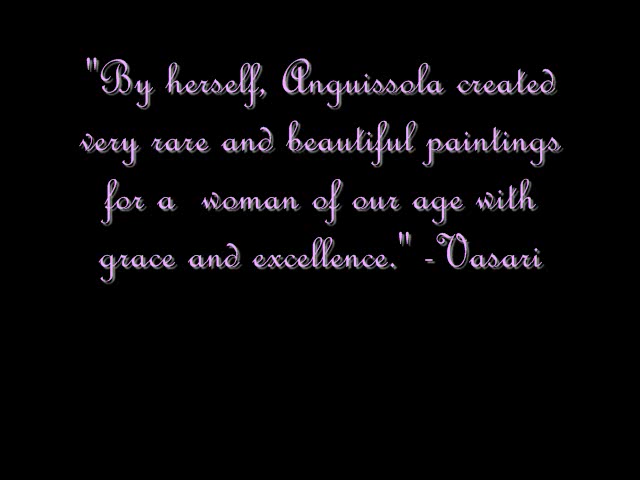 "By herself, Anguissola created
very rare and beautiful paintings
for a  woman of our age with
grace and excellence." -Vasari